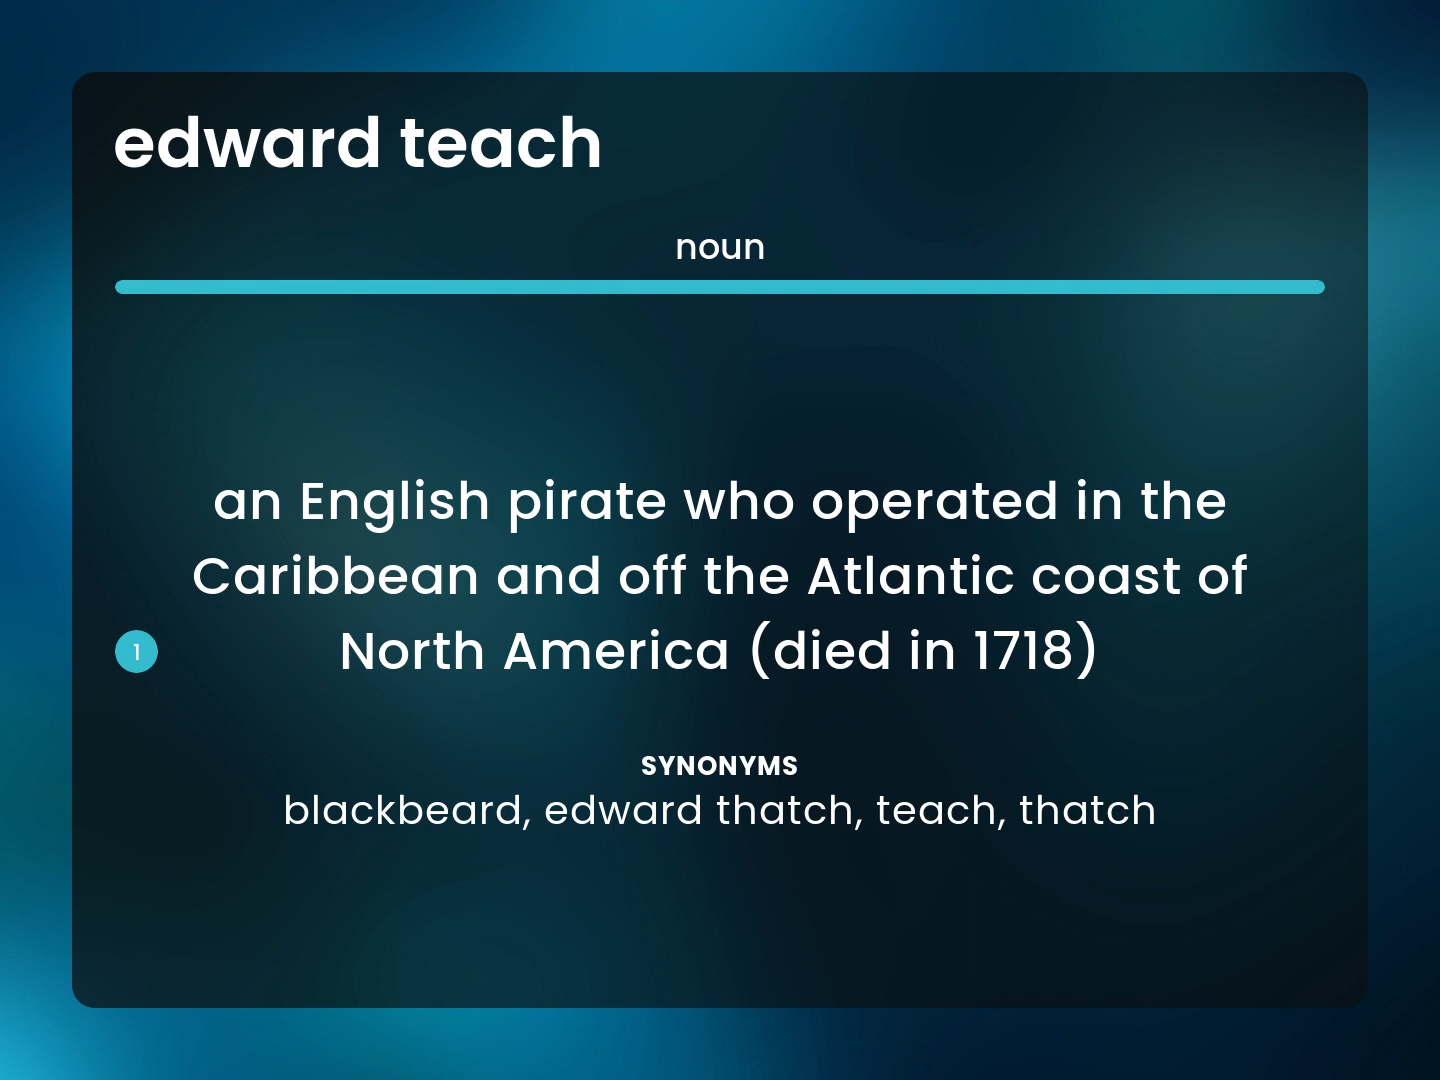 edward teach
noun
an English pirate who operated in the
Caribbean and off the Atlantic coast of
1 North America (died in 1718)
SYNONYMS
blackbeard, edward thatch, teach, thatch